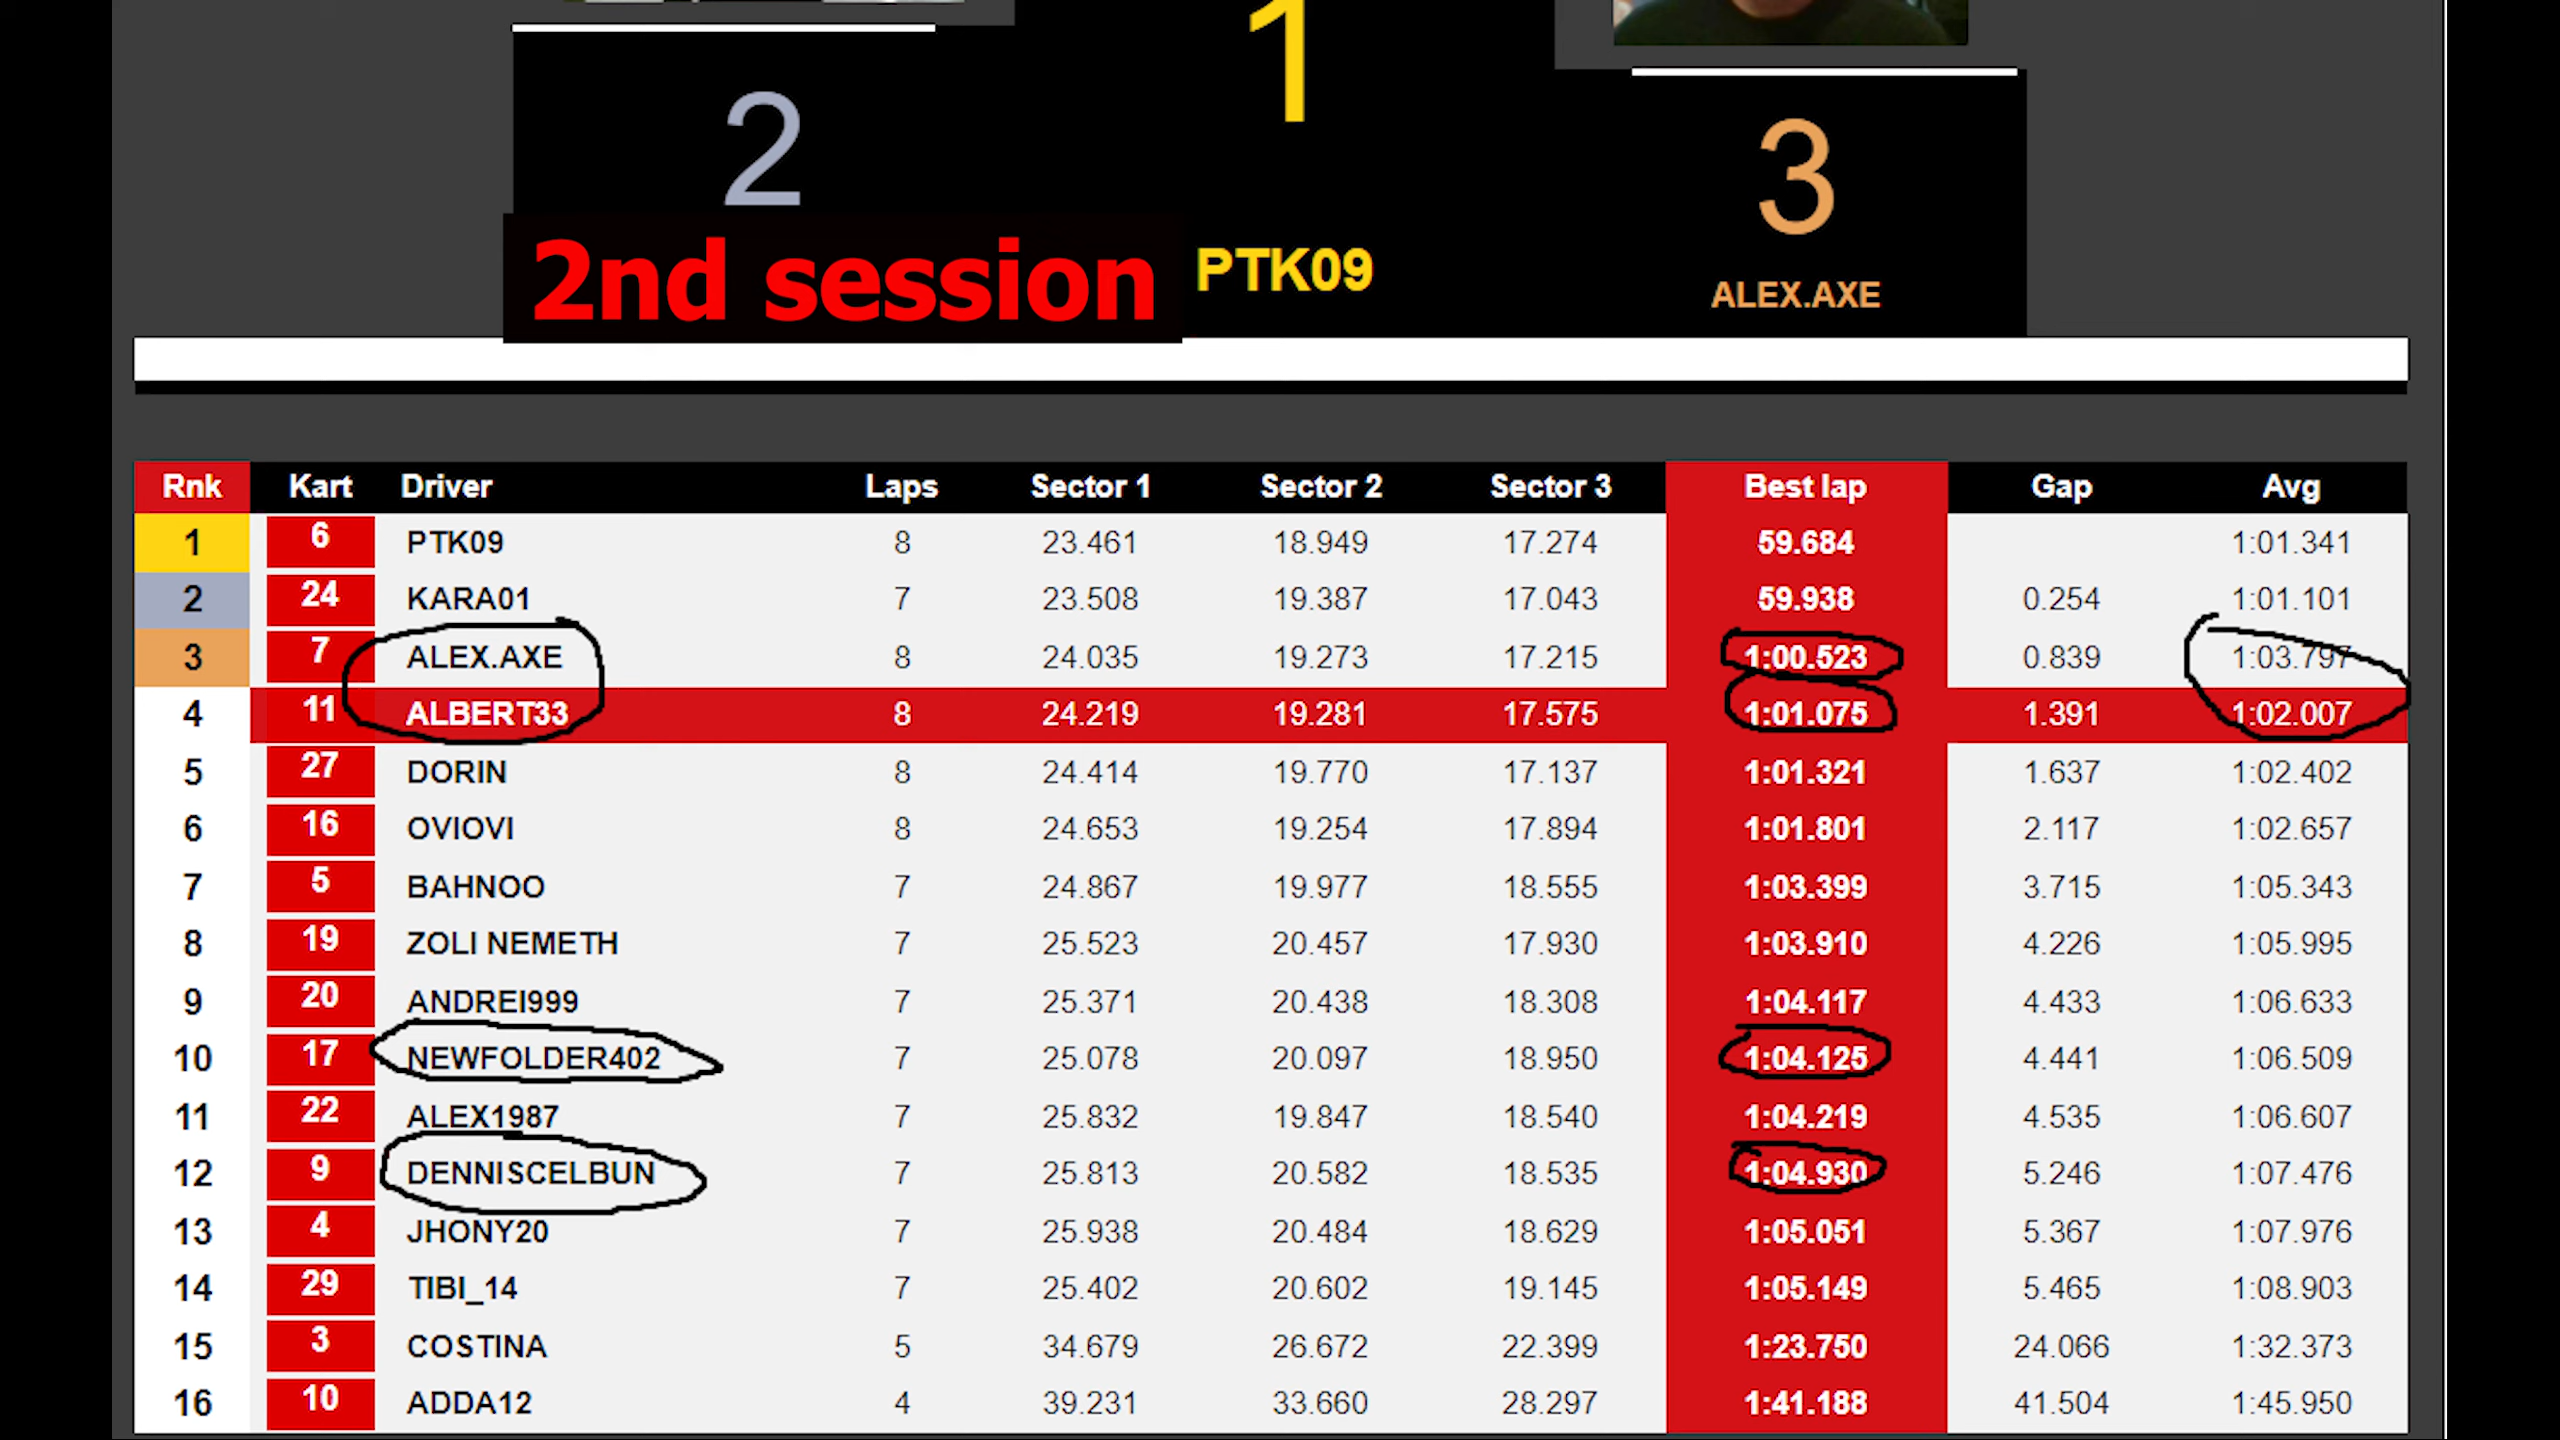 1
2
3
2nd session
PTK09
ALEX.AXE
Rnk Kart Driver Laps Sector 1 Sector 2 Sector 3 Best lap Gap Avg
1 6 PTK09 8 23.461 18.949 17.274 59.684 1:01.341
2 24 KARA01 7 23.508 19.387 17.043 59.938 0.254 1:01.101
3 7 ALEX.AXE 8 24.035 19.273 17.215 1:00.523 0.839 1:03.797
4 11 ALBERT33 8 24.219 19.281 17.575 1:01.075 1.391 1:02.007
5 27 DORIN 8 24.414 19.770 17.137 1:01.321 1.637 1:02.402
6 16 OVIOVI 8 24.653 19.254 17.894 1:01.801 2.117 1:02.657
7 5 BAHNOO 7 24.867 19.977 18.555 1:03.399 3.715 1:05.343
8 19 ZOLI NEMETH 7 25.523 20.457 17.930 1:03.910 4.226 1:05.995
9 20 ANDREI999 7 25.371 20.438 18.308 1:04.117 4.433 1:06.633
10 17 NEWFOLDER402 7 25.078 20.097 18.950 1:04.125 4.441 1:06.509
11 22 ALEX1987 7 25.832 19.847 18.540 1:04.219 4.535 1:06.607
12 9 DENNISCELBUN 7 25.813 20.582 18.535 1:04.930 5.246 1:07.476
13 4 JHONY20 7 25.938 20.484 18.629 1:05.051 5.367 1:07.976
14 29 TIBI_14 7 25.402 20.602 19.145 1:05.149 5.465 1:08.903
15 3 COSTINA 5 34.679 26.672 22.399 1:23.750 24.066 1:32.373
16 10 ADDA12 4 39.231 33.660 28.297 1:41.188 41.504 1:45.950